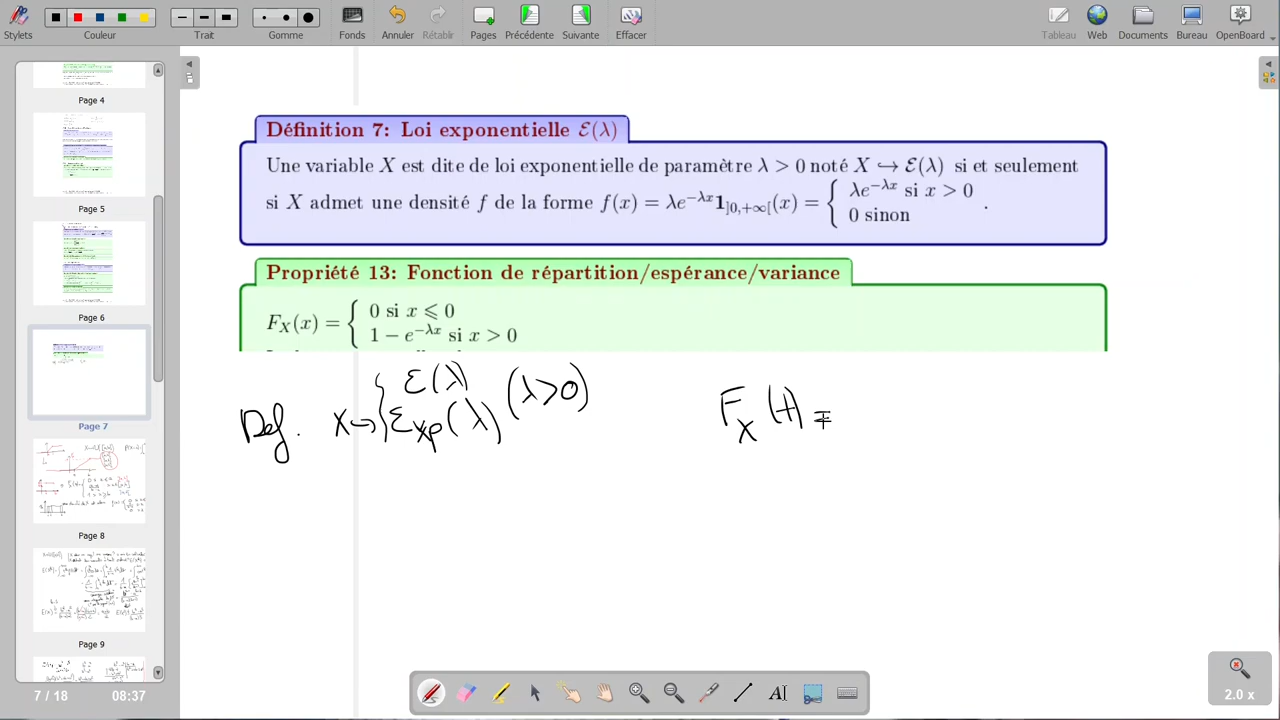 Stylets Couleur Trait Gomme Fonds Annuler Rétablir Pages Précédente Suivante Effacer Tableau Web Documents Bureau OpenBoard
Page 4
Page 5
Page 6
Page 7
Page 8
Page 9
7 / 18 08:37
Définition 7: Loi exponentielle ℰ(λ)
Une variable X est dite de loi exponentielle de paramètre λ > 0 noté X ↪ ℰ(λ) si et seulement
si X admet une densité f de la forme f(x) = λe^{−λx}1_{]0,+∞[}(x) = { λe^{−λx} si x > 0
0 sinon .
Propriété 13: Fonction de répartition/espérance/variance
F_X(x) = { 0 si x ⩽ 0
1 − e^{−λx} si x > 0
Def. X ↪ { ℰ(λ)
ℰxp(λ) (λ>0) F_X(t) =
2.0 x